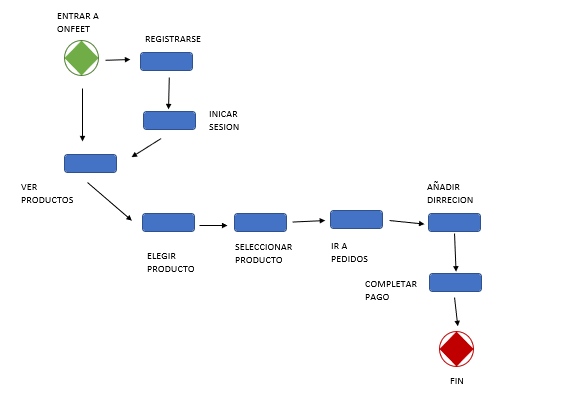 ENTRAR A
ONFEET
REGISTRARSE
INICAR
SESION
VER
PRODUCTOS
ELEGIR
PRODUCTO
SELECCIONAR
PRODUCTO
IR A
PEDIDOS
AÑADIR
DIRRECION
COMPLETAR
PAGO
FIN